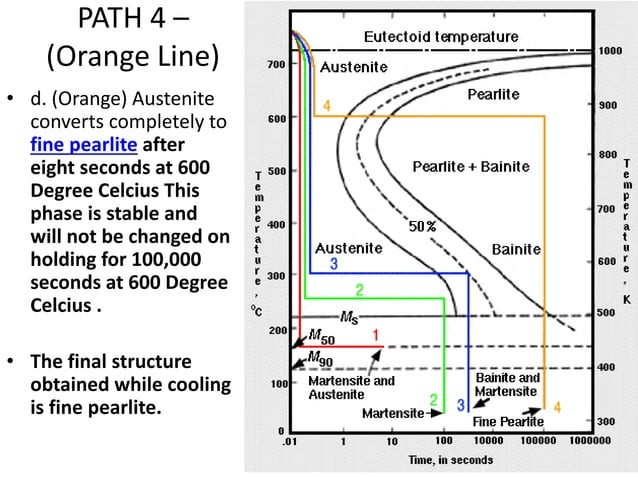 PATH 4 –
(Orange Line)
• d. (Orange) Austenite
converts completely to
fine pearlite after
eight seconds at 600
Degree Celcius This
phase is stable and
will not be changed on
holding for 100,000
seconds at 600 Degree
Celcius .
• The final structure
obtained while cooling
is fine pearlite.
Eutectoid temperature
Austenite
Pearlite
4
Pearlite + Bainite
50%
Austenite
Bainite
3
2
Ms
M50
1
M90
Martensite and
Austenite
Bainite and
Martensite
2
3
4
Martensite
Fine Pearlite
700
600
500
400
300
200
100
0
Temperature, °C
1000
900
800
700
600
500
400
300
Temperature, K
.01 1 10 100 10000 100000 1000000
Time, in seconds